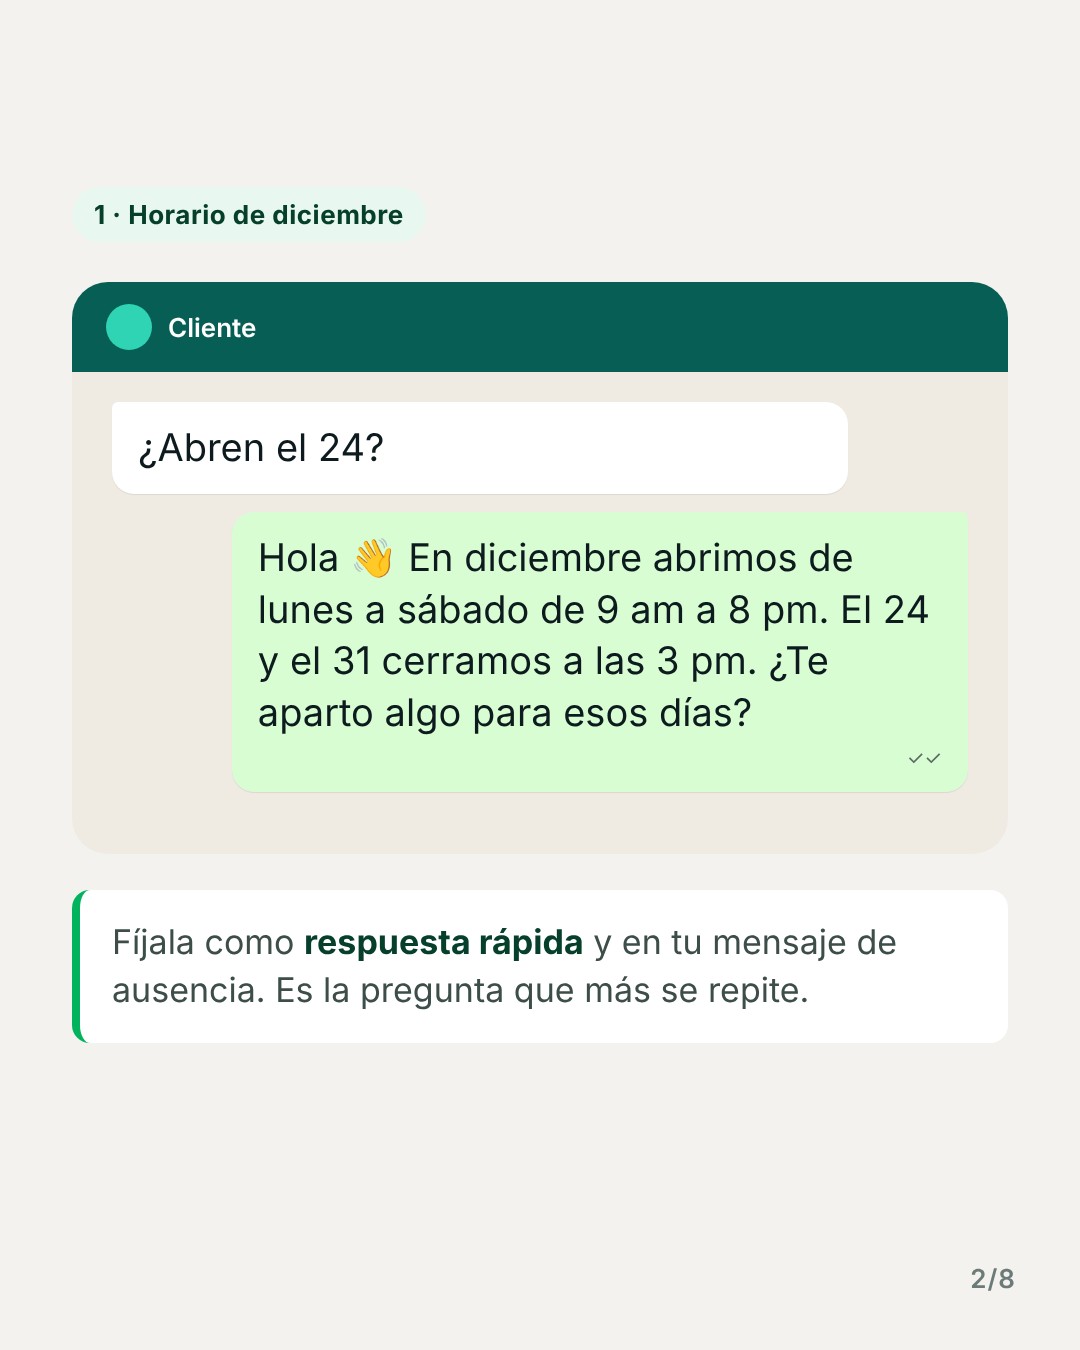 1 · Horario de diciembre
Cliente
¿Abren el 24?
Hola 👋 En diciembre abrimos de
lunes a sábado de 9 am a 8 pm. El 24
y el 31 cerramos a las 3 pm. ¿Te
aparto algo para esos días?
Fíjala como respuesta rápida y en tu mensaje de
ausencia. Es la pregunta que más se repite.
2/8